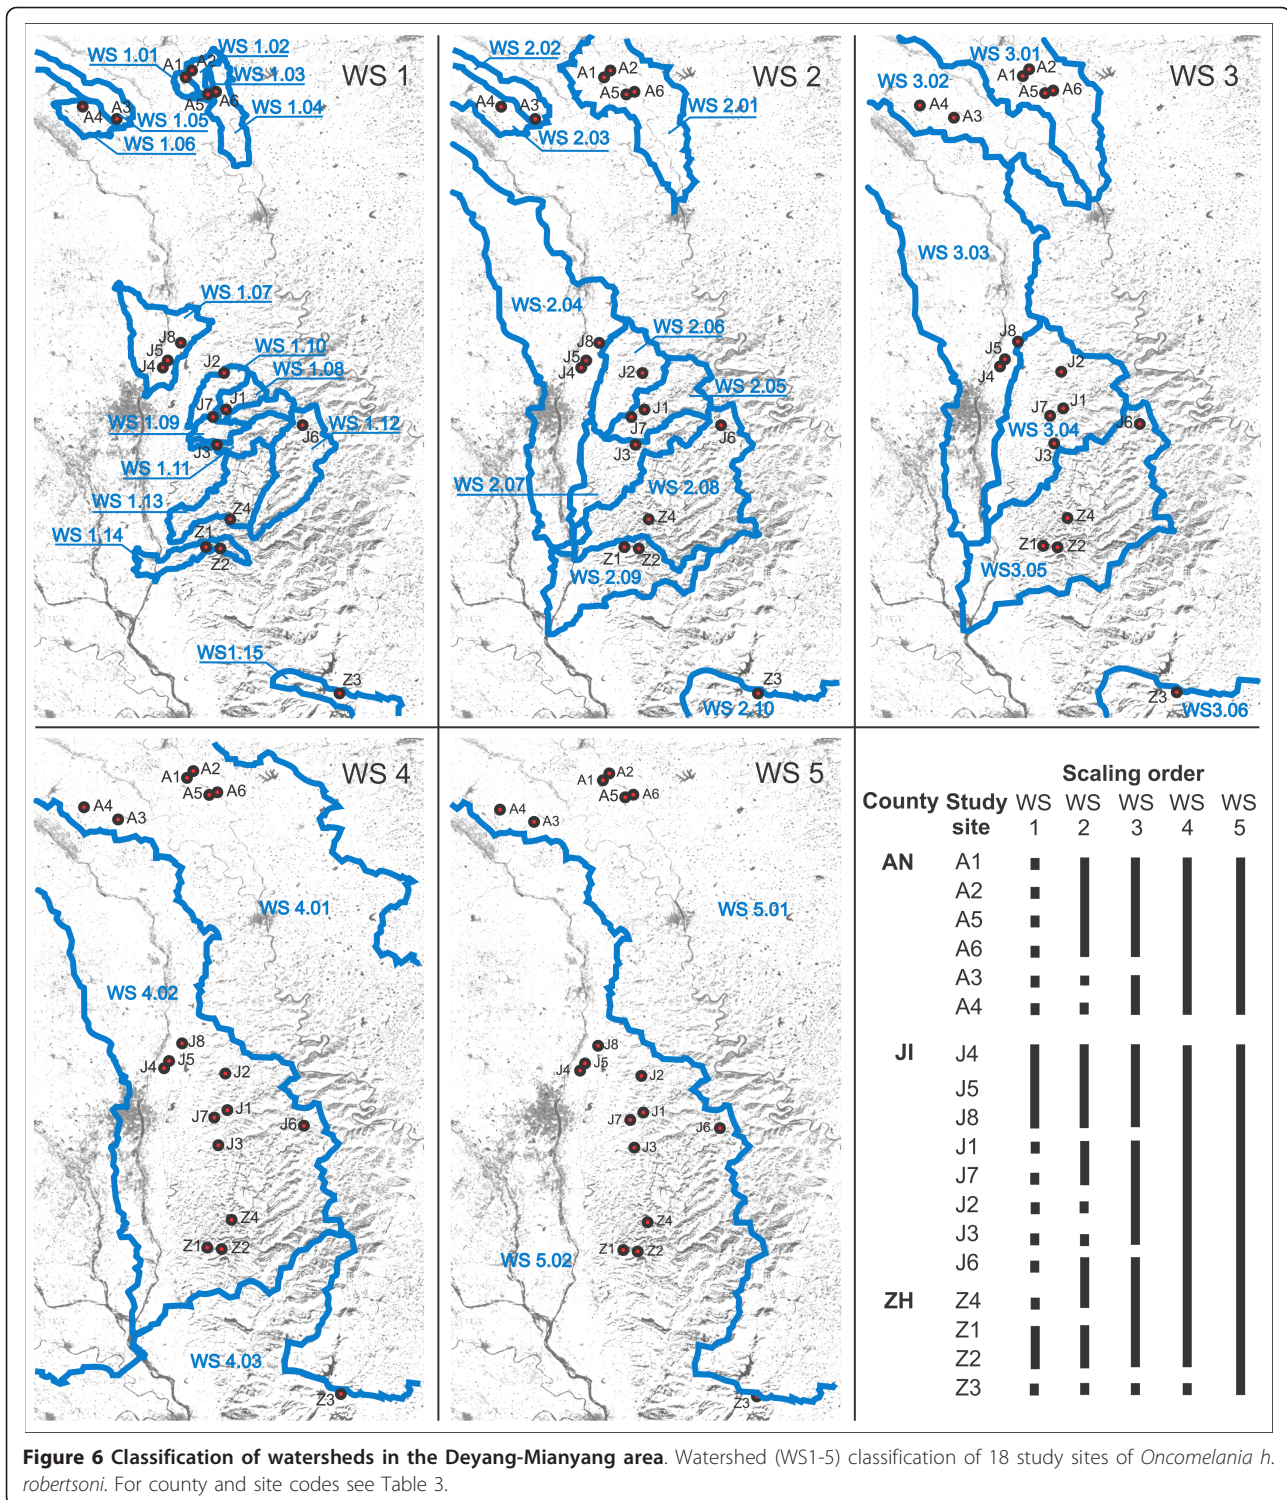 WS 1
WS 1.01
WS 1.02
A1
A2
WS 1.03
A5
A6
WS 1.04
A4
A3
WS 1.05
WS 1.06
WS 1.07
J8
J5
J4
WS 1.10
J2
WS 1.08
J7
J1
WS 1.09
WS 1.12
J6
J3
WS 1.11
WS 1.13
Z4
WS 1.14
Z1
Z2
WS1.15
Z3
WS 2
WS 2.02
A1
A2
A5
A6
A4
A3
WS 2.01
WS 2.03
WS 2.04
WS 2.06
J8
J5
J4
J2
WS 2.05
J1
J7
J6
J3
WS 2.07
WS 2.08
Z4
Z1
Z2
WS 2.09
Z3
WS 2.10
WS 3
WS 3.01
A2
A1
WS 3.02
A5
A6
A4
A3
WS 3.03
J8
J5
J4
J2
J1
J7
J6
WS 3.04
J3
Z4
Z1
Z2
WS3.05
Z3
WS3.06
WS 4
A1
A2
A5
A6
A4
A3
WS 4.01
WS 4.02
J8
J5
J4
J2
J1
J7
J6
J3
Z4
Z1
Z2
WS 4.03
Z3
WS 5
A2
A1
A5
A6
A4
A3
WS 5.01
J8
J5
J4
J2
J1
J7
J6
J3
Z4
Z1
Z2
WS 5.02
Z3
Scaling order
County Study WS WS WS WS WS
site 1 2 3 4 5
AN A1
A2
A5
A6
A3
A4
JI J4
J5
J8
J1
J7
J2
J3
J6
ZH Z4
Z1
Z2
Z3
Figure 6 Classification of watersheds in the Deyang-Mianyang area. Watershed (WS1-5) classification of 18 study sites of Oncomelania h.
robertsoni. For county and site codes see Table 3.